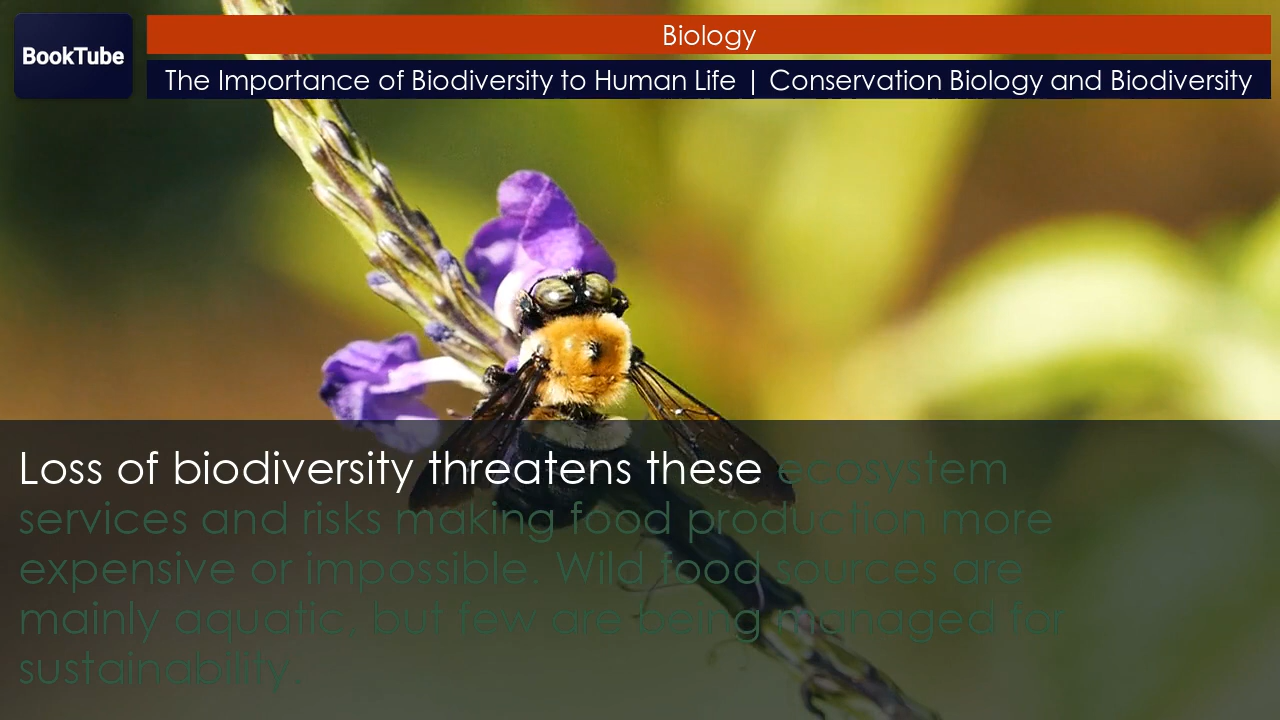 BookTube
Biology
The Importance of Biodiversity to Human Life | Conservation Biology and Biodiversity
Loss of biodiversity threatens these ecosystem
services and risks making food production more
expensive or impossible. Wild food sources are
mainly aquatic, but few are being managed for
sustainability.